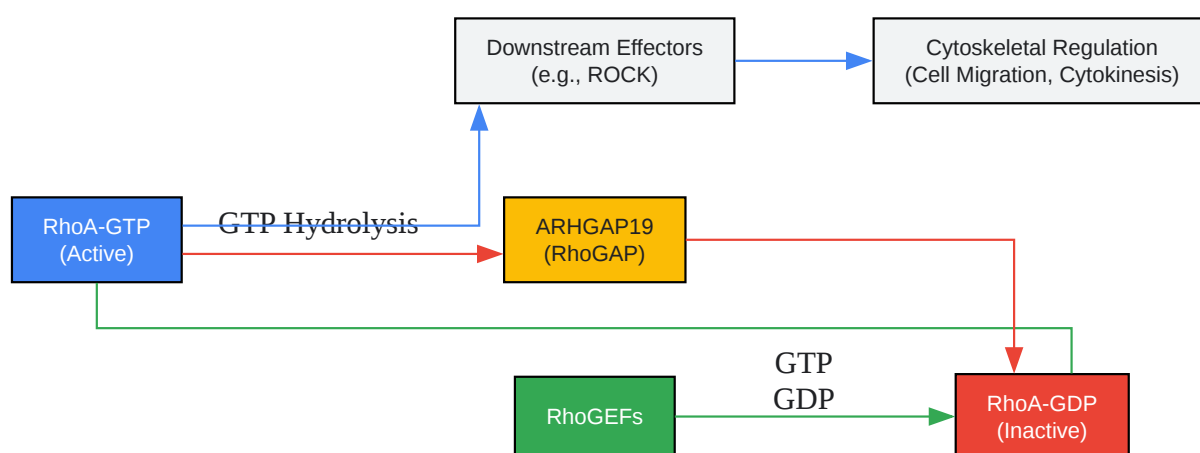 Downstream Effectors
(e.g., ROCK)
Cytoskeletal Regulation
(Cell Migration, Cytokinesis)
RhoA-GTP
(Active)
GTP Hydrolysis
ARHGAP19
(RhoGAP)
GTP
GDP
RhoGEFs
RhoA-GDP
(Inactive)